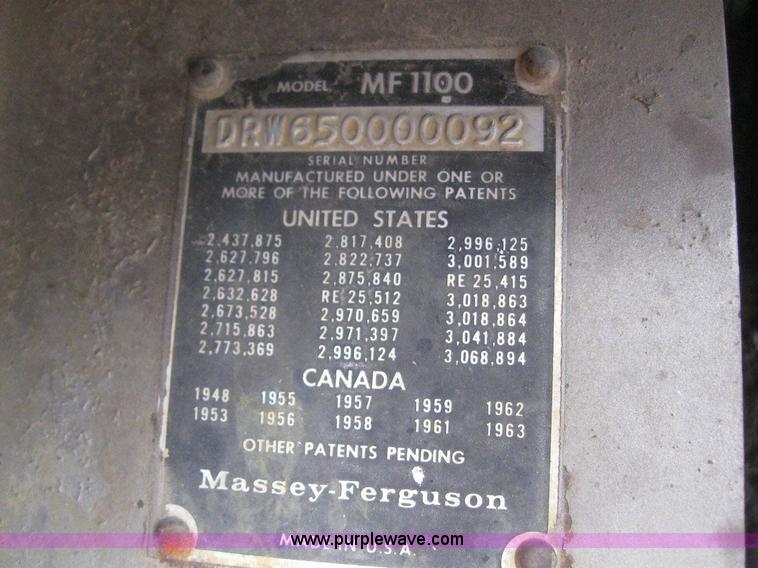 MODEL MF 1100
DRW650000092
SERIAL NUMBER
MANUFACTURED UNDER ONE OR
MORE OF THE FOLLOWING PATENTS
UNITED STATES
2,437,875 2,817,408 2,996,125
2,627,796 2,822,737 3,001,589
2,627,815 2,875,840 RE 25,415
2,632,628 RE 25,512 3,018,863
2,673,528 2,970,659 3,018,864
2,715,863 2,971,397 3,041,884
2,773,369 2,996,124 3,068,894
CANADA
1948 1955 1957 1959 1962
1953 1956 1958 1961 1963
OTHER PATENTS PENDING
Massey-Ferguson
www.purplewave.com
MADE IN U.S.A.